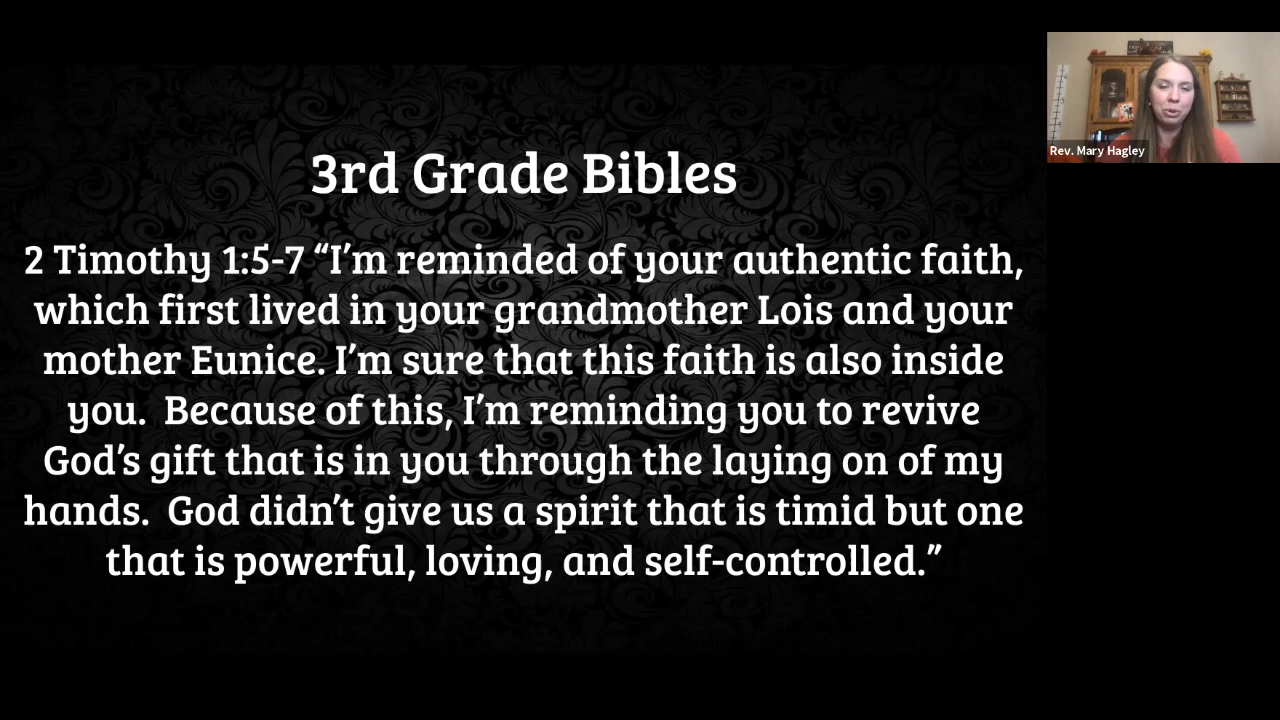 3rd Grade Bibles
2 Timothy 1:5-7 “I’m reminded of your authentic faith,
which first lived in your grandmother Lois and your
mother Eunice. I’m sure that this faith is also inside
you.  Because of this, I’m reminding you to revive
God’s gift that is in you through the laying on of my
hands.  God didn’t give us a spirit that is timid but one
that is powerful, loving, and self-controlled.”
Rev. Mary Hagley